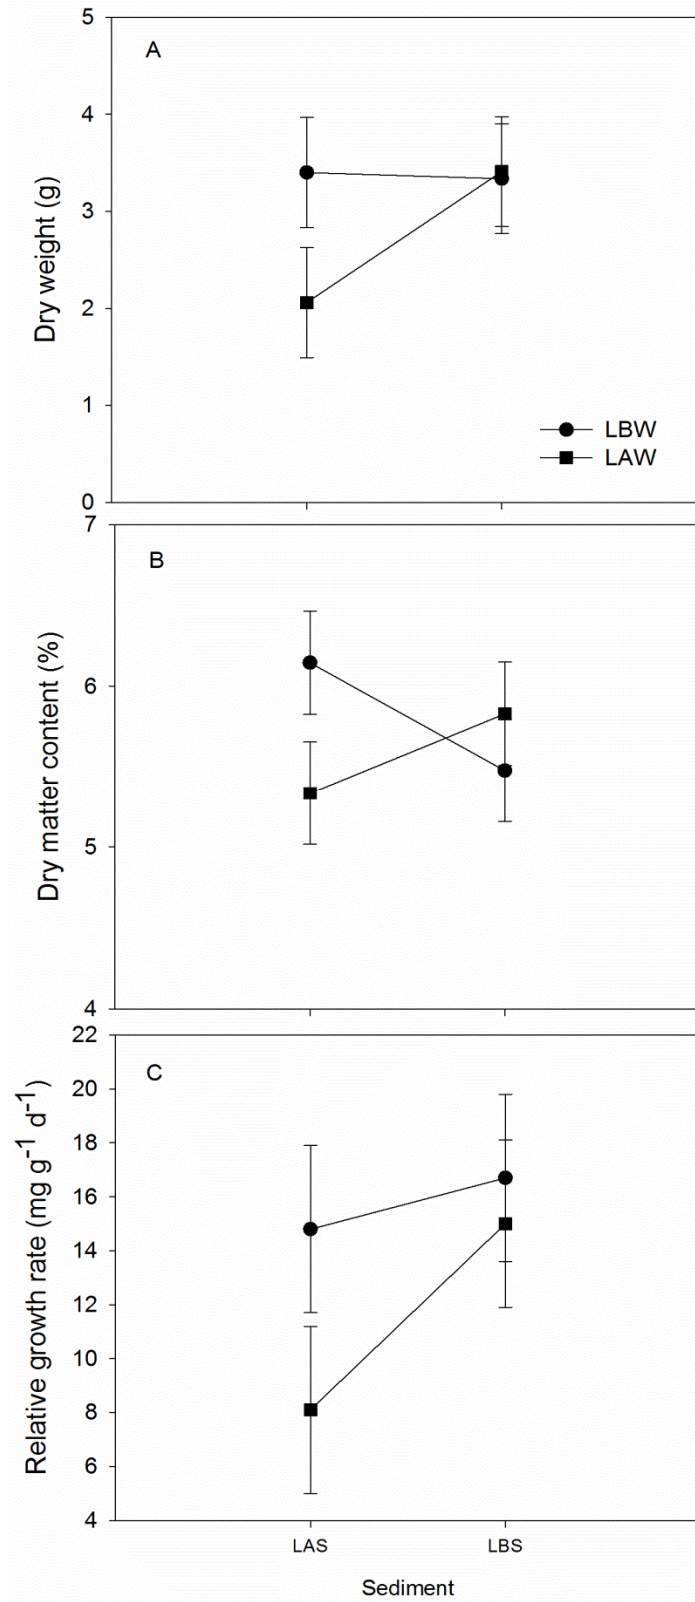 A
Dry weight (g)
5
4
3
2
1
0
LBW
LAW
B
Dry matter content (%)
7
6
5
4
C
Relative growth rate (mg g⁻¹ d⁻¹)
22
20
18
16
14
12
10
8
6
4
LAS LBS
Sediment